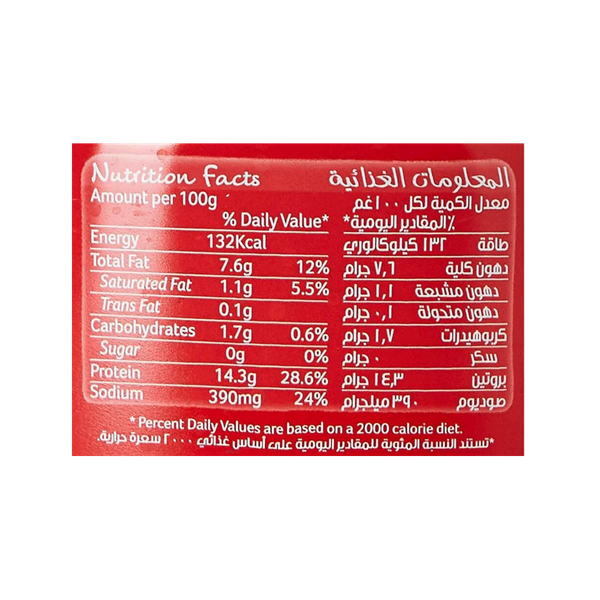 Nutrition Facts المعلومات الغذائية
Amount per 100g معدل الكمية لكل ١٠٠غم
% Daily Value* ٪المقادير اليومية*
Energy 132Kcal طاقة ١٣٢ كيلوكالوري
Total Fat 7.6g 12% دهون كلية ٧,٦ جرام
Saturated Fat 1.1g 5.5% دهون مشبعة ١,١ جرام
Trans Fat 0.1g دهون متحولة ٠,١ جرام
Carbohydrates 1.7g 0.6% كربوهيدرات ١,٧ جرام
Sugar 0g 0% سكر ٠ جرام
Protein 14.3g 28.6% بروتين ١٤,٣ جرام
Sodium 390mg 24% صوديوم ٣٩٠ ميلجرام
* Percent Daily Values are based on a 2000 calorie diet.
*تستند النسبة المئوية للمقادير اليومية على أساس غذائي ٢٠٠٠ سعرة حرارية.